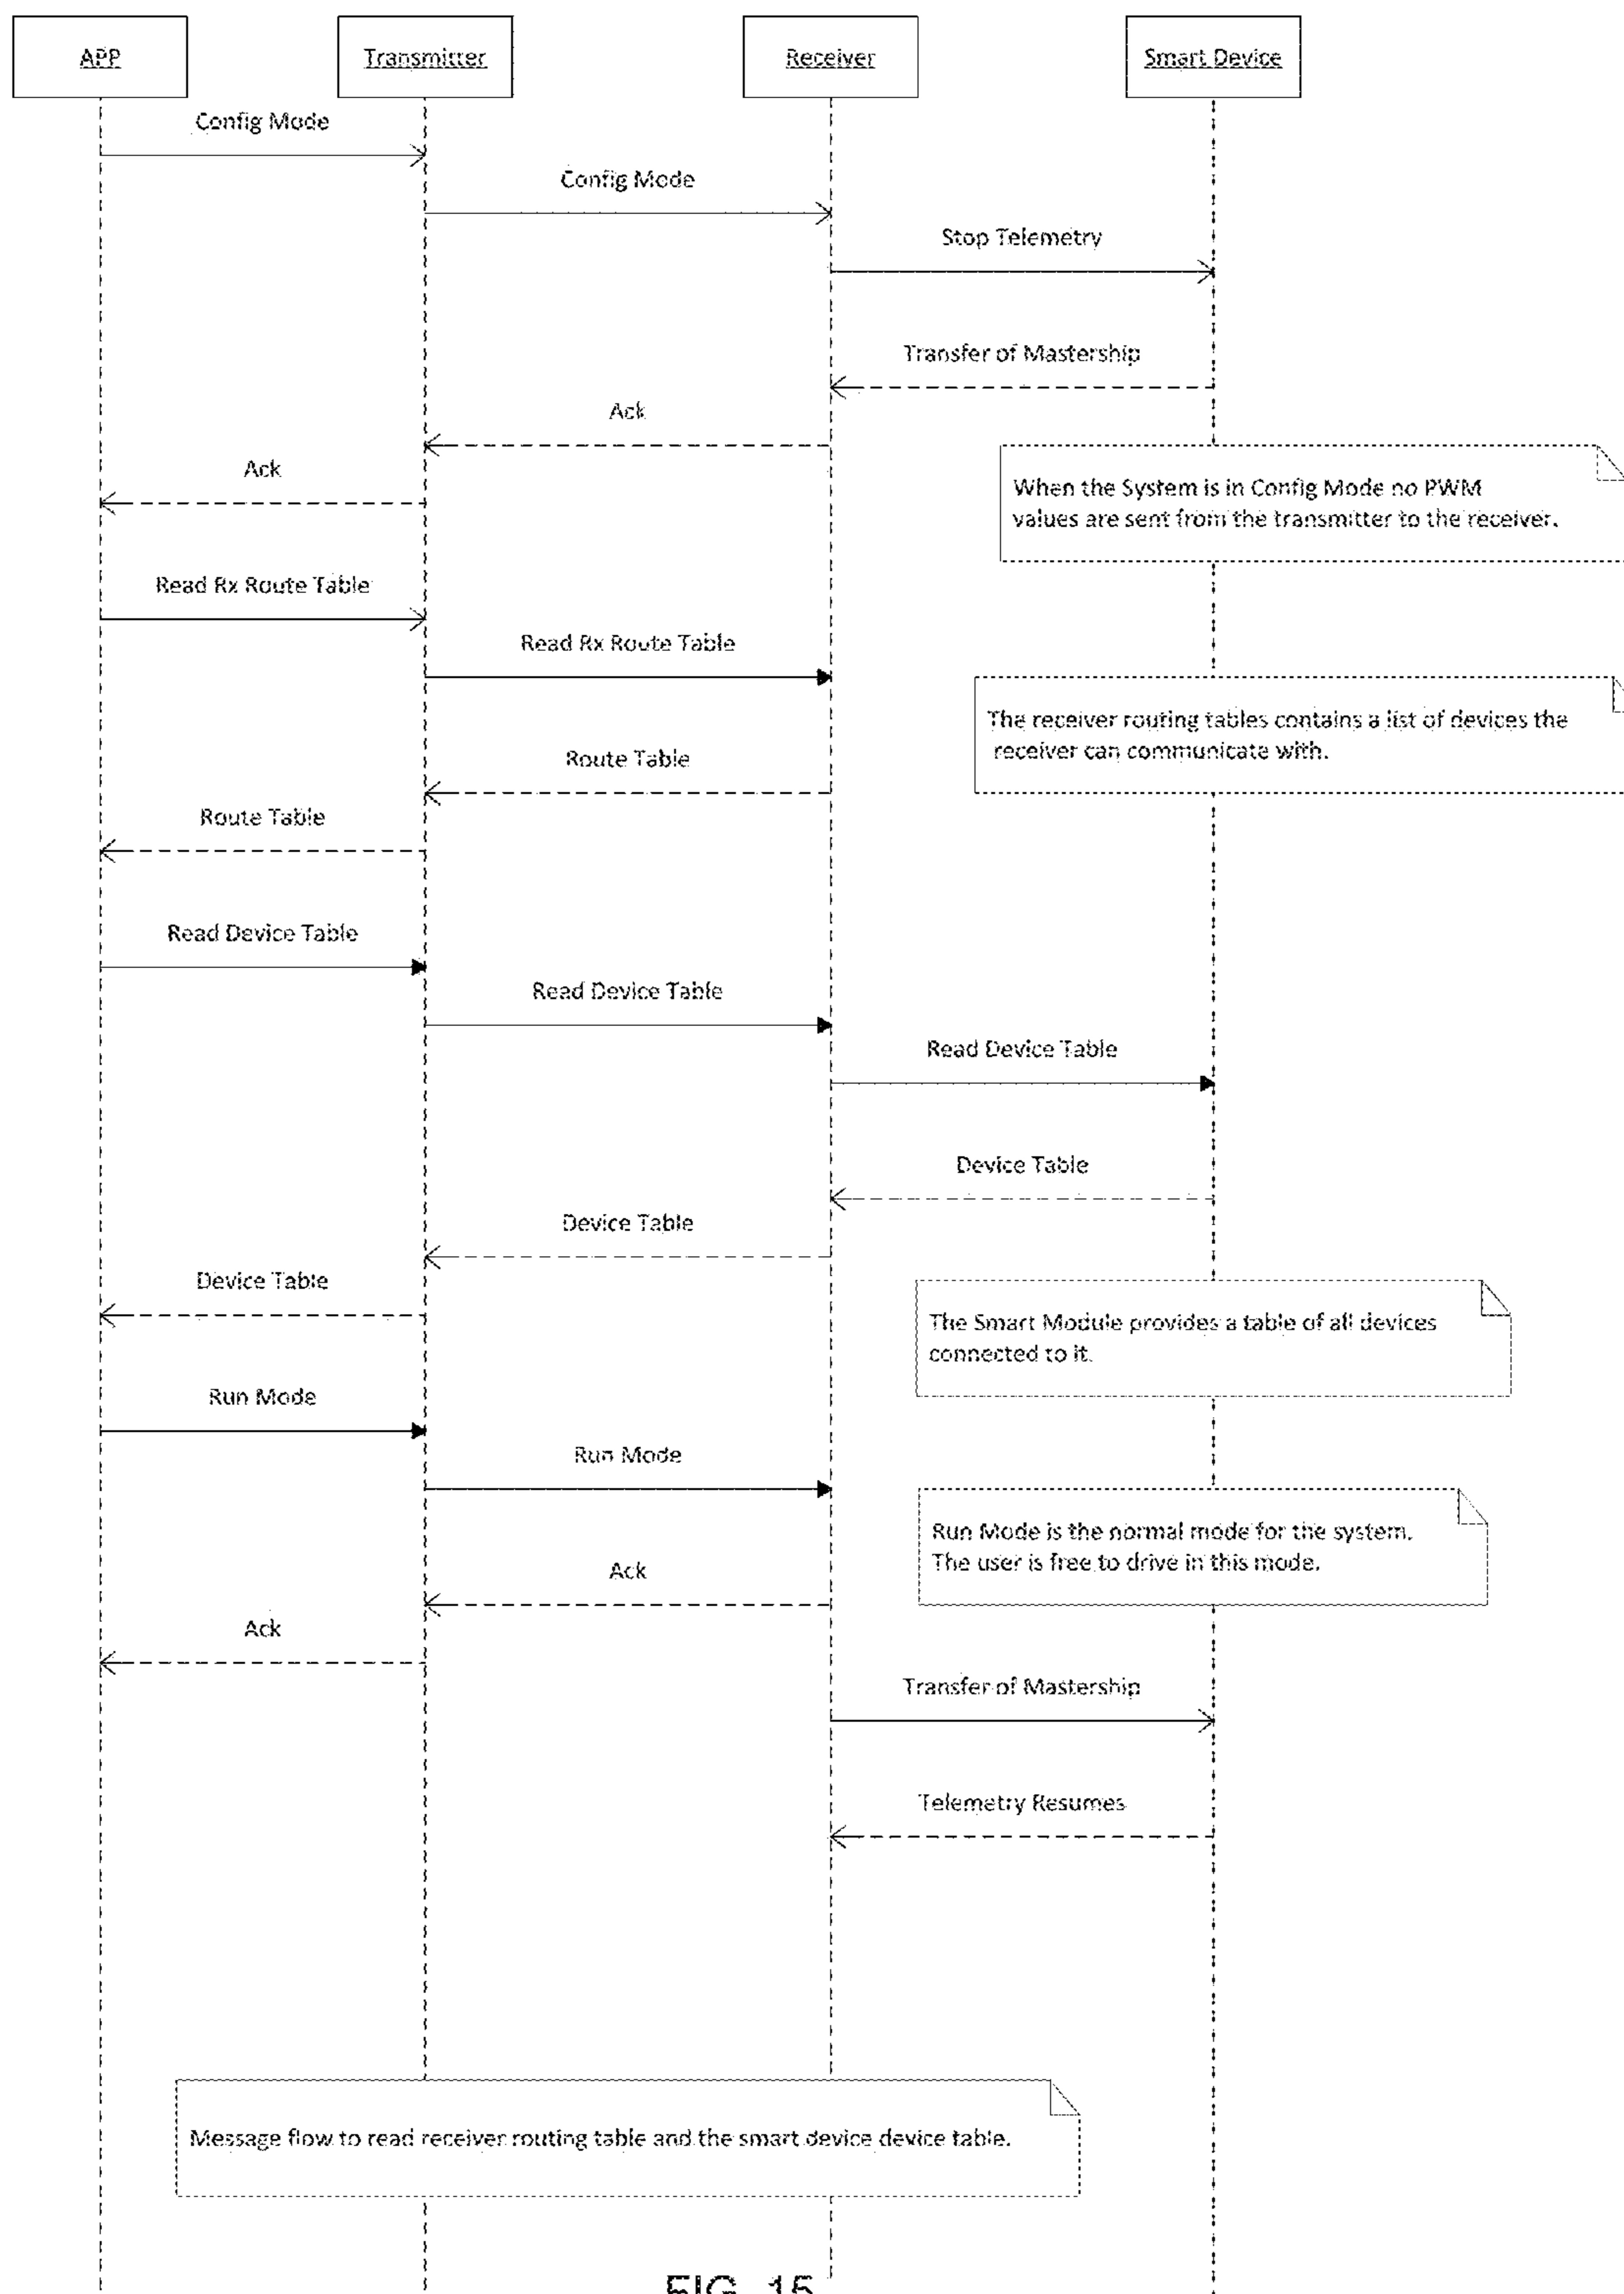 APP
Transmitter
Receiver
Smart Device
Config Mode
Config Mode
Stop Telemetry
Transfer of Mastership
Ack
Ack
When the System is in Config Mode no PWM
values are sent from the transmitter to the receiver.
Read Rx Route Table
Read Rx Route Table
The receiver routing tables contains a list of devices the
receiver can communicate with.
Route Table
Route Table
Read Device Table
Read Device Table
Read Device Table
Device Table
Device Table
Device Table
The Smart Module provides a table of all devices
connected to it.
Run Mode
Run Mode
Run Mode is the normal mode for the system.
The user is free to drive in this mode.
Ack
Ack
Transfer of Mastership
Telemetry Resumes
Message flow to read receiver routing table and the smart device device table.
FIG. 15